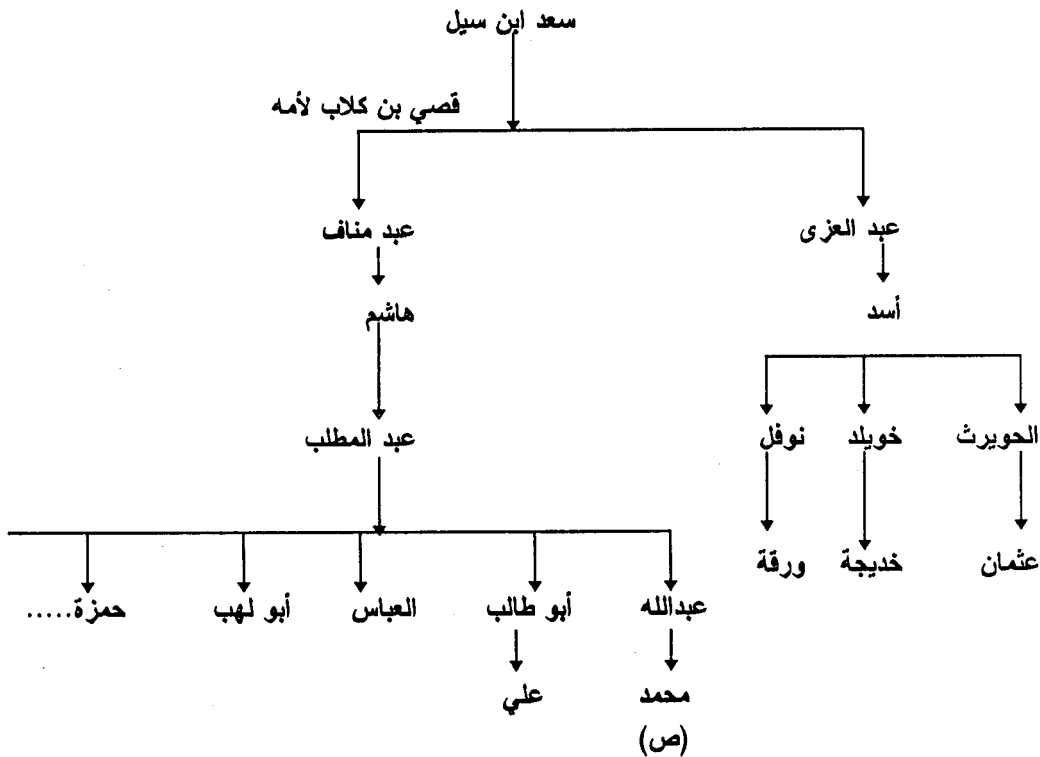 سعد ابن سيل
قصي بن كلاب لأمه
عبد العزى
عبد مناف
أسد
هاشم
الحويرث
خويلد
نوفل
عبد المطلب
عثمان
خديجة
ورقة
عبدالله
أبو طالب
العباس
أبو لهب
حمزة.....
محمد
(ص)
علي